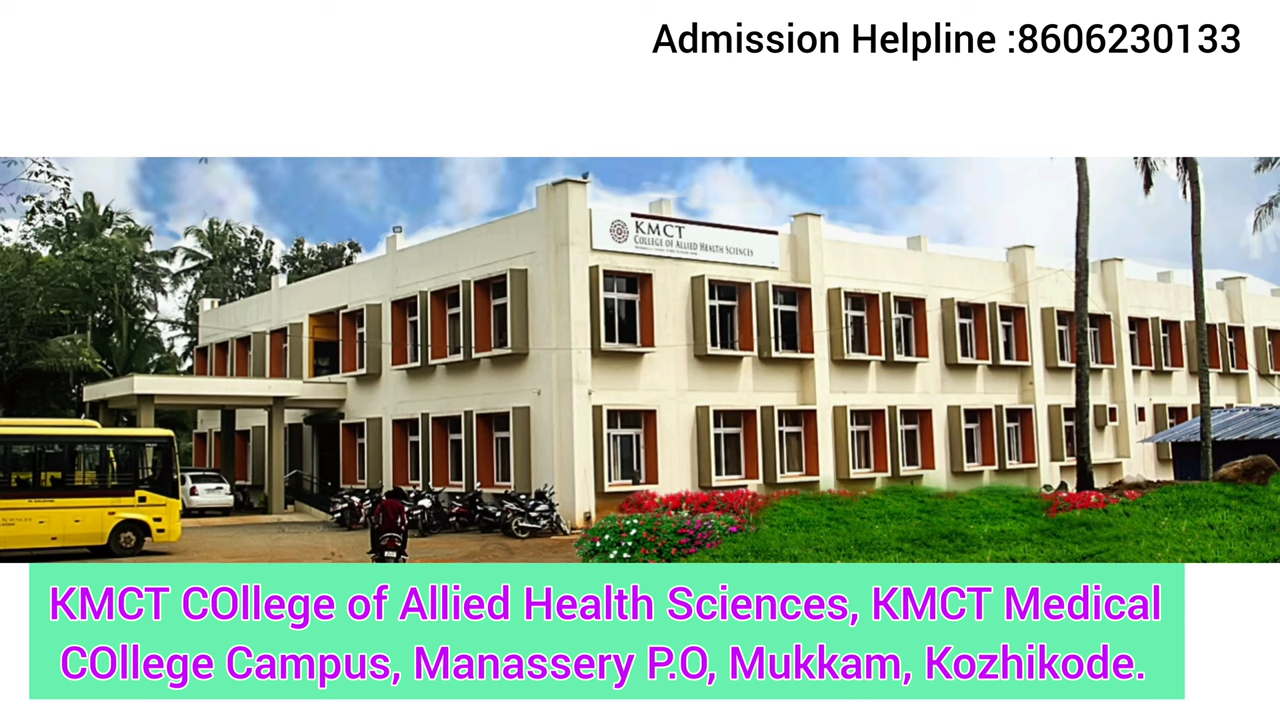 Admission Helpline :8606230133
KMCT
COLLEGE OF ALLIED HEALTH SCIENCES
KMCT COllege of Allied Health Sciences, KMCT Medical
COllege Campus, Manassery P.O, Mukkam, Kozhikode.